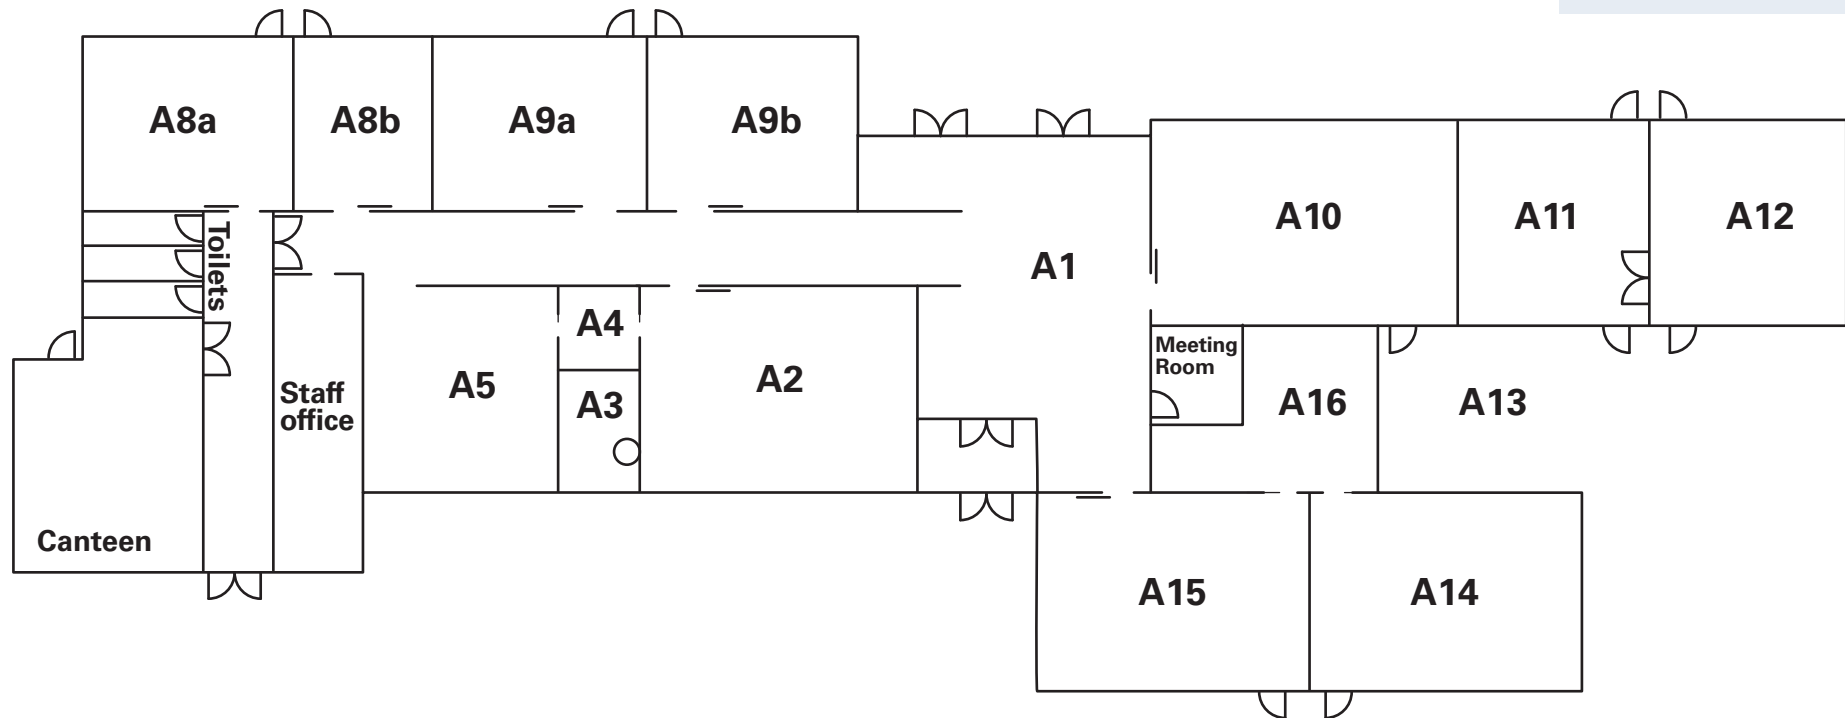 A8a
A8b
A9a
A9b
A10
A11
A12
Toilets
A1
A4
Meeting
Room
A5
A3
A2
Staff
office
A16
A13
Canteen
A15
A14